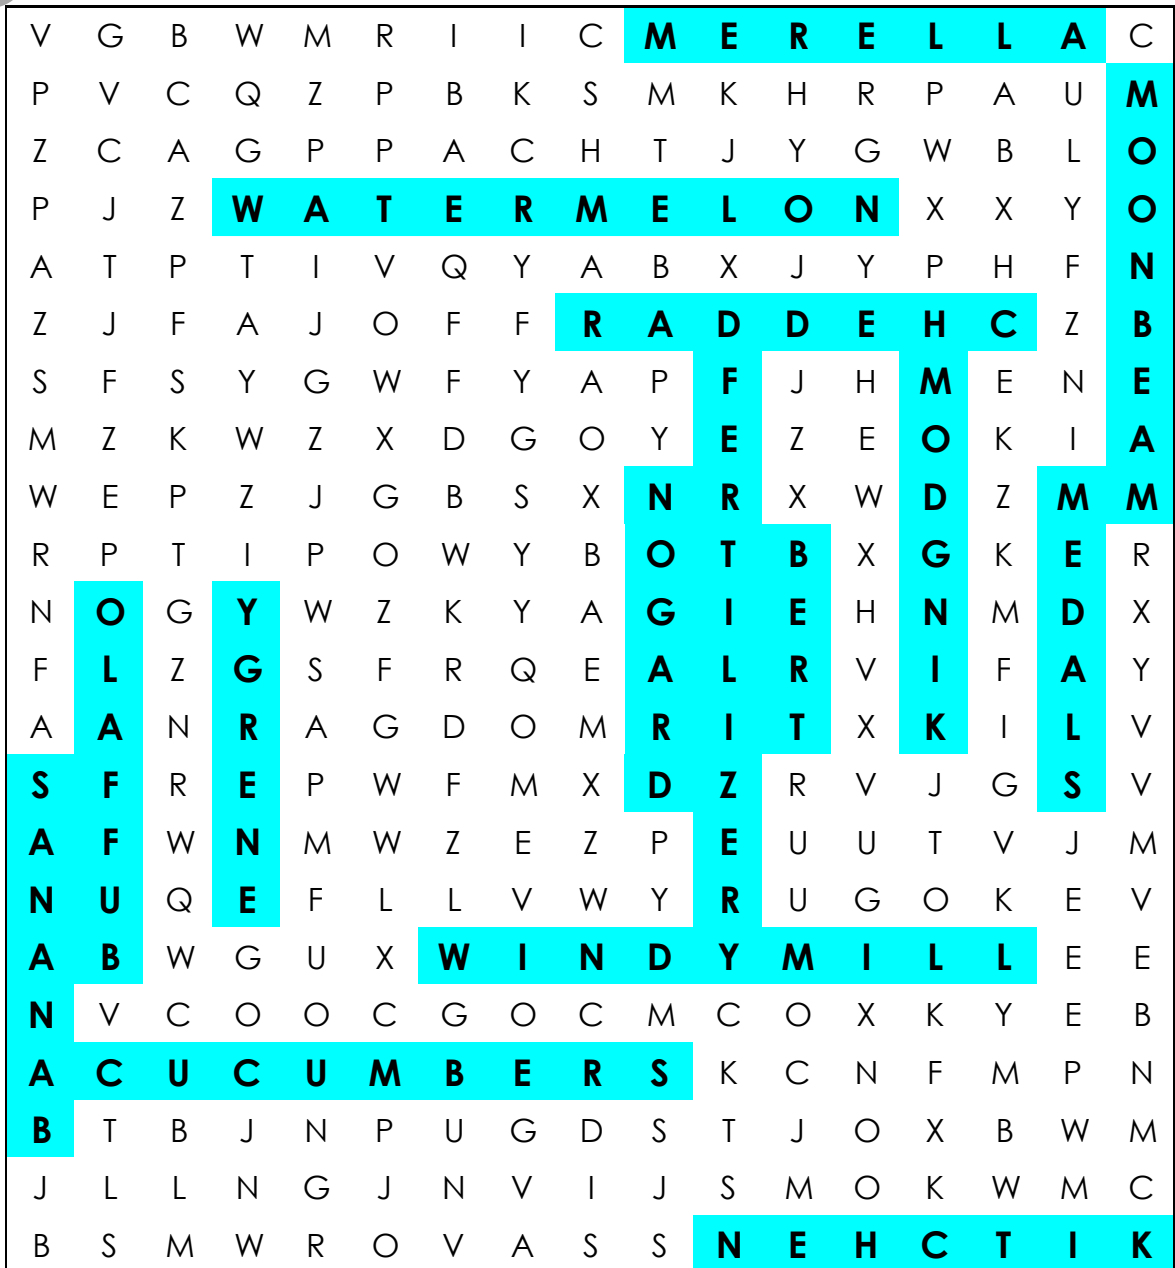 V G B W M R I I C M E R E L L A C
P V C Q Z P B K S M K H R P A U M
Z C A G P P A C H T J Y G W B L O
P J Z W A T E R M E L O N X X Y O
A T P T I V Q Y A B X J Y P H F N
Z J F A J O F F R A D D E H C Z B
S F S Y G W F Y A P F J H M E N E
M Z K W Z X D G O Y E Z E O K I A
W E P Z J G B S X N R X W D Z M M
R P T I P O W Y B O T B X G K E R
N O G Y W Z K Y A G I E H N M D X
F L Z G S F R Q E A L R V I F A Y
A A N R A G D O M R I T X K I L V
S F R E P W F M X D Z R V J G S V
A F W N M W Z E Z P E U U T V J M
N U Q E F L L V W Y R U G O K E V
A B W G U X W I N D Y M I L L E E
N V C O O C G O C M C O X K Y E B
A C U C U M B E R S K C N F M P N
B T B J N P U G D S T J O X B W M
J L L N G J N V I J S M O K W M C
B S M W R O V A S S N E H C T I K